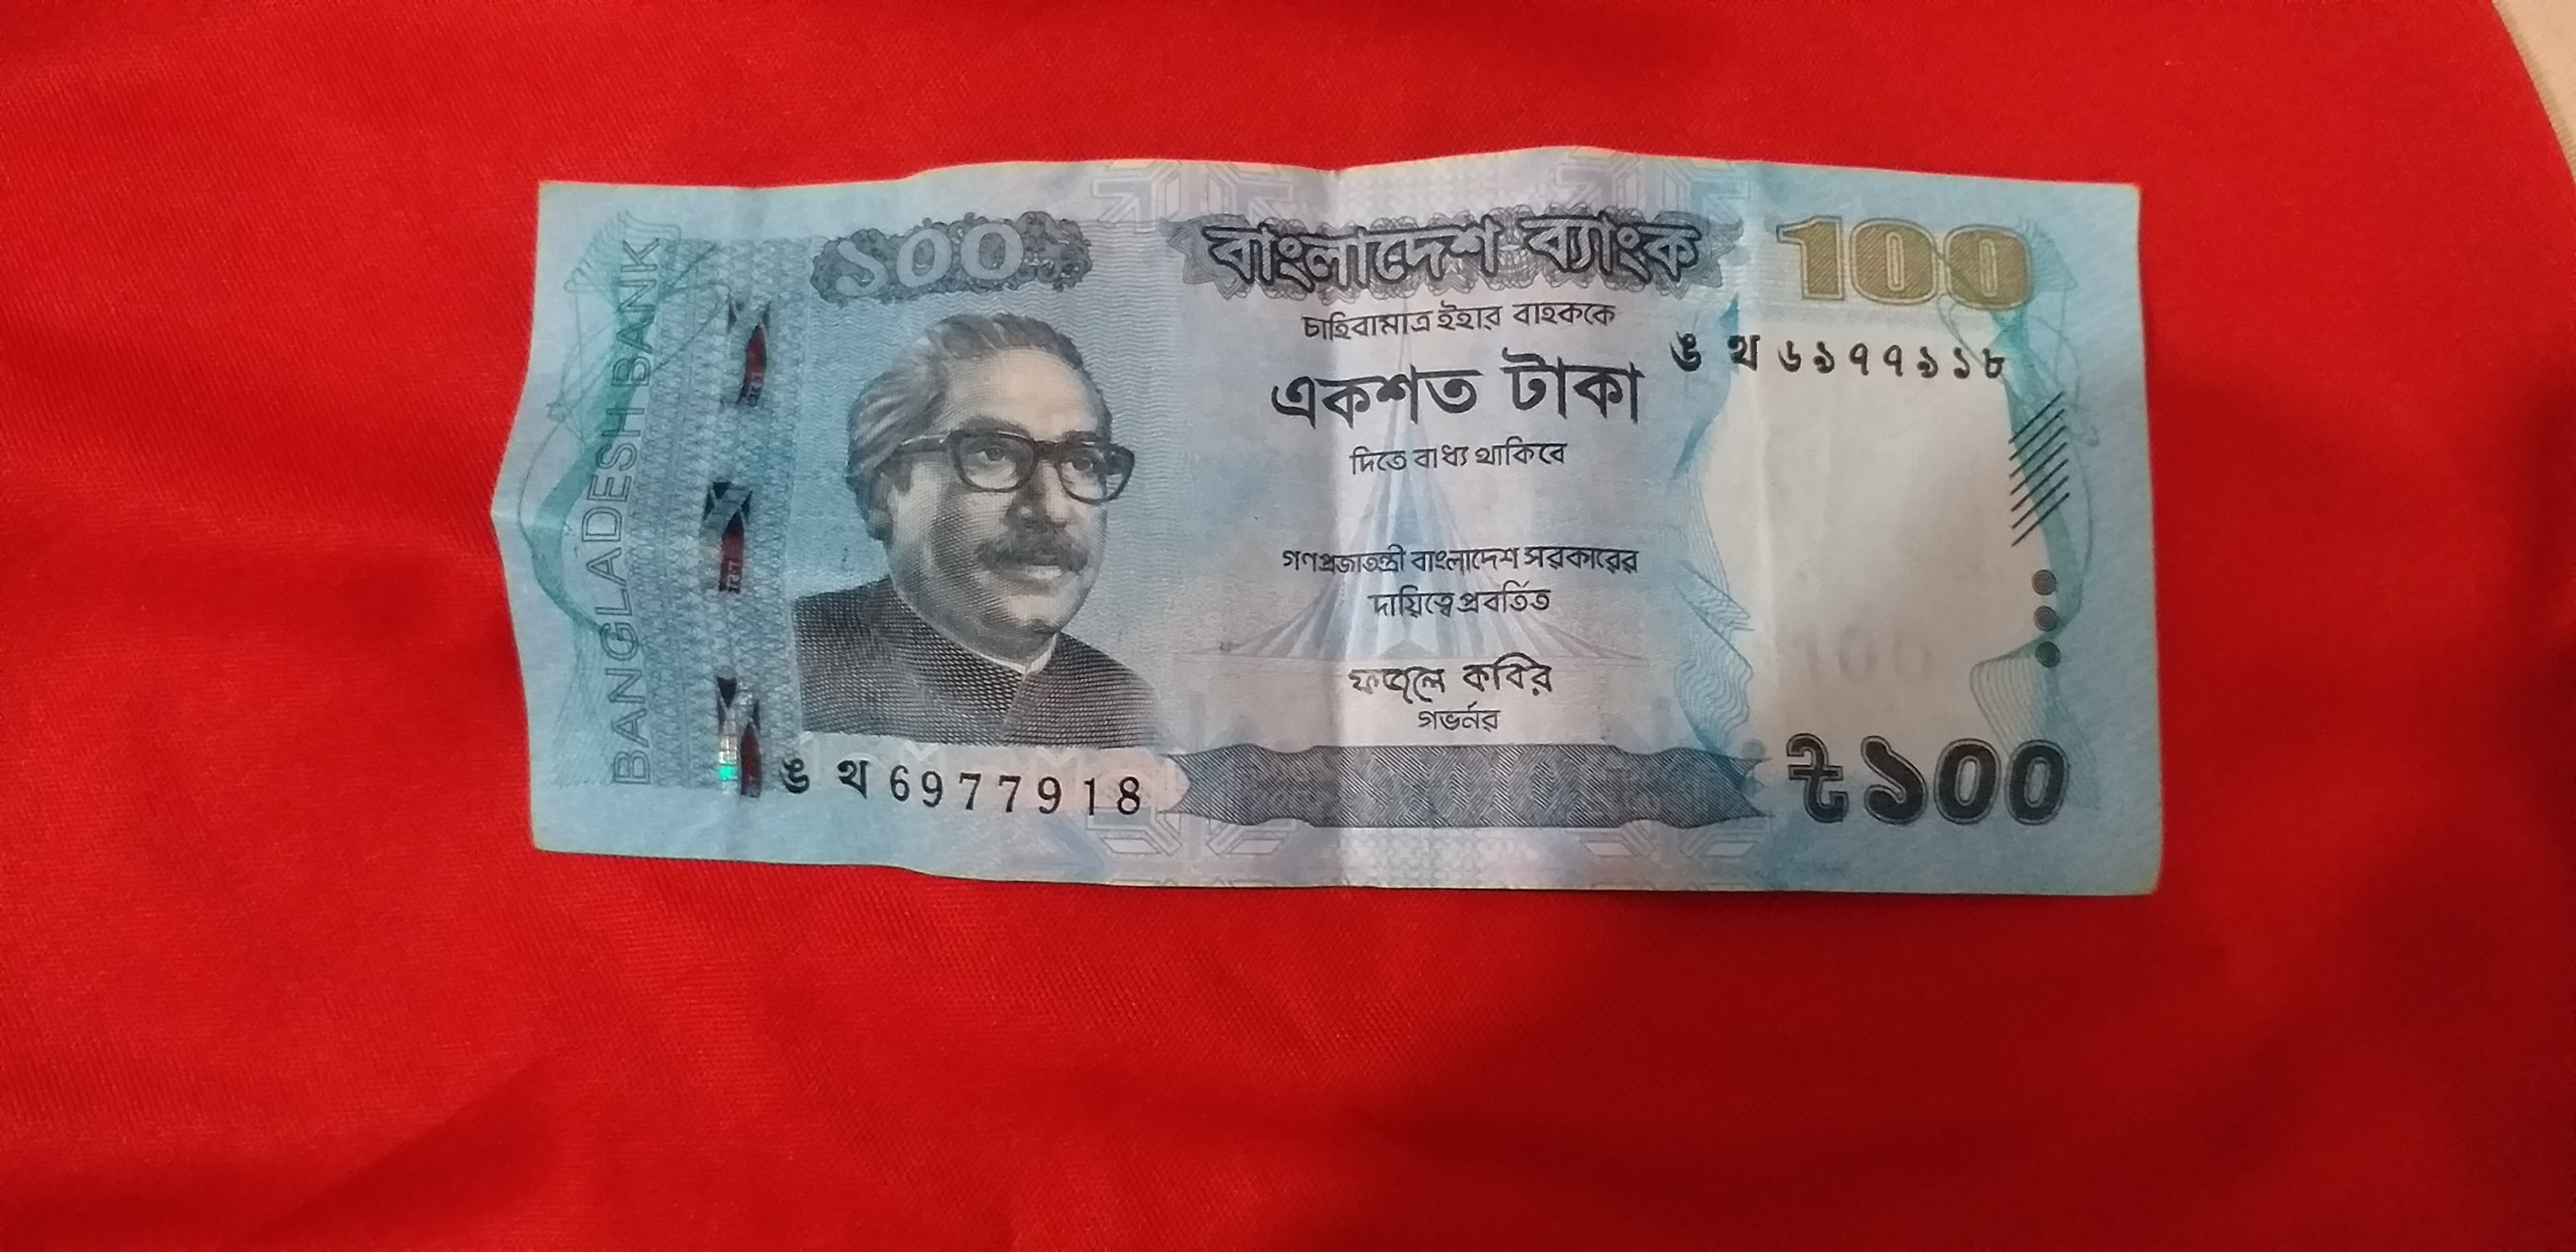 BANGLADESH BANK
১০০
বাংলাদেশ ব্যাংক
100
চাহিবামাত্র ইহার বাহককে
ঙ থ ৬৯৭৭৯১৮
একশত টাকা
দিতে বাধ্য থাকিবে
গণপ্রজাতন্ত্রী বাংলাদেশ সরকারের
দায়িত্বে প্রবর্তিত
100
ফজলে কবির
গভর্নর
ঙ থ 6977918
৳১০০